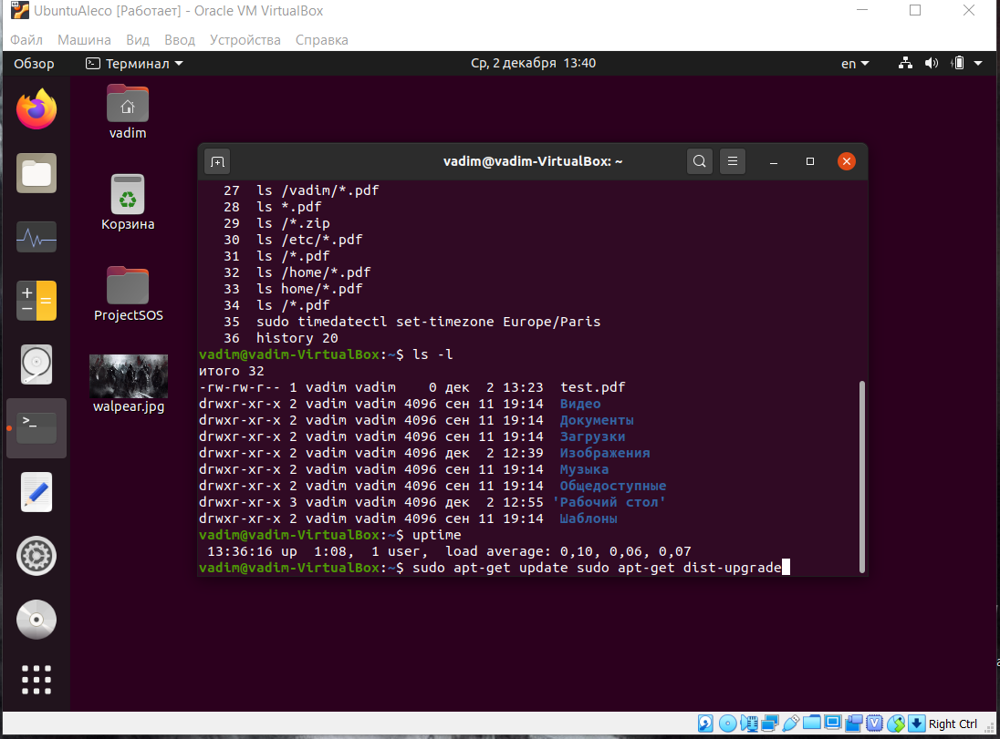 UbuntuAleco [Работает] - Oracle VM VirtualBox
Файл Машина Вид Ввод Устройства Справка
Обзор Терминал Ср, 2 декабря 13:40 en
vadim
Корзина
ProjectSOS
walpear.jpg
vadim@vadim-VirtualBox: ~
27 ls /vadim/*.pdf
28 ls *.pdf
29 ls /*.zip
30 ls /etc/*.pdf
31 ls /*.pdf
32 ls /home/*.pdf
33 ls home/*.pdf
34 ls /*.pdf
35 sudo timedatectl set-timezone Europe/Paris
36 history 20
vadim@vadim-VirtualBox:~$ ls -l
итого 32
-rw-rw-r-- 1 vadim vadim 0 дек 2 13:23 test.pdf
drwxr-xr-x 2 vadim vadim 4096 сен 11 19:14 Видео
drwxr-xr-x 2 vadim vadim 4096 сен 11 19:14 Документы
drwxr-xr-x 2 vadim vadim 4096 сен 11 19:14 Загрузки
drwxr-xr-x 2 vadim vadim 4096 дек 2 12:39 Изображения
drwxr-xr-x 2 vadim vadim 4096 сен 11 19:14 Музыка
drwxr-xr-x 2 vadim vadim 4096 сен 11 19:14 Общедоступные
drwxr-xr-x 3 vadim vadim 4096 дек 2 12:55 'Рабочий стол'
drwxr-xr-x 2 vadim vadim 4096 сен 11 19:14 Шаблоны
vadim@vadim-VirtualBox:~$ uptime
13:36:16 up 1:08, 1 user, load average: 0,10, 0,06, 0,07
vadim@vadim-VirtualBox:~$ sudo apt-get update sudo apt-get dist-upgrade
Right Ctrl